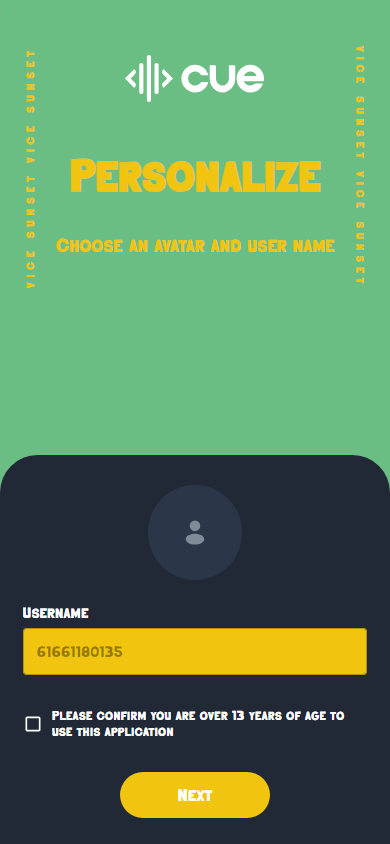 cue
VICE SUNSET VICE SUNSET
VICE SUNSET VICE SUNSET
Personalize
Choose an avatar and user name
Username
61661180135
Please confirm you are over 13 years of age to
use this application
Next